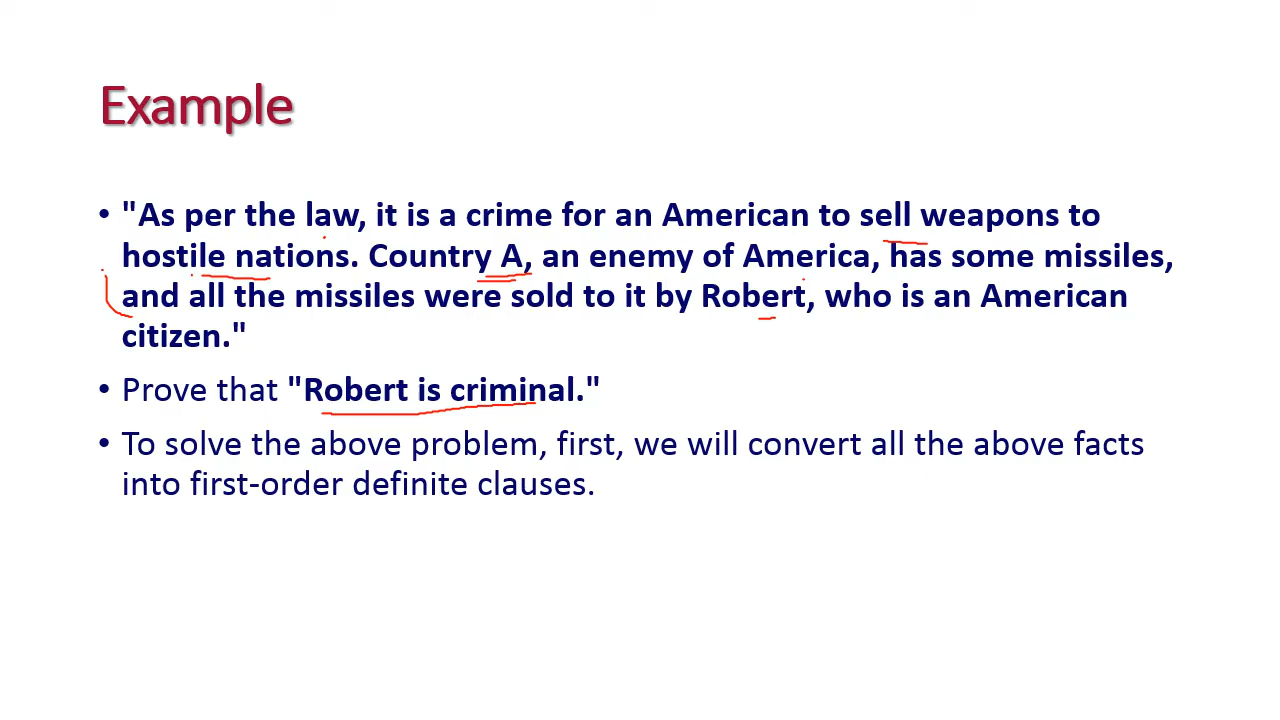 Example
• "As per the law, it is a crime for an American to sell weapons to
hostile nations. Country A, an enemy of America, has some missiles,
and all the missiles were sold to it by Robert, who is an American
citizen."
• Prove that "Robert is criminal."
• To solve the above problem, first, we will convert all the above facts
into first-order definite clauses.